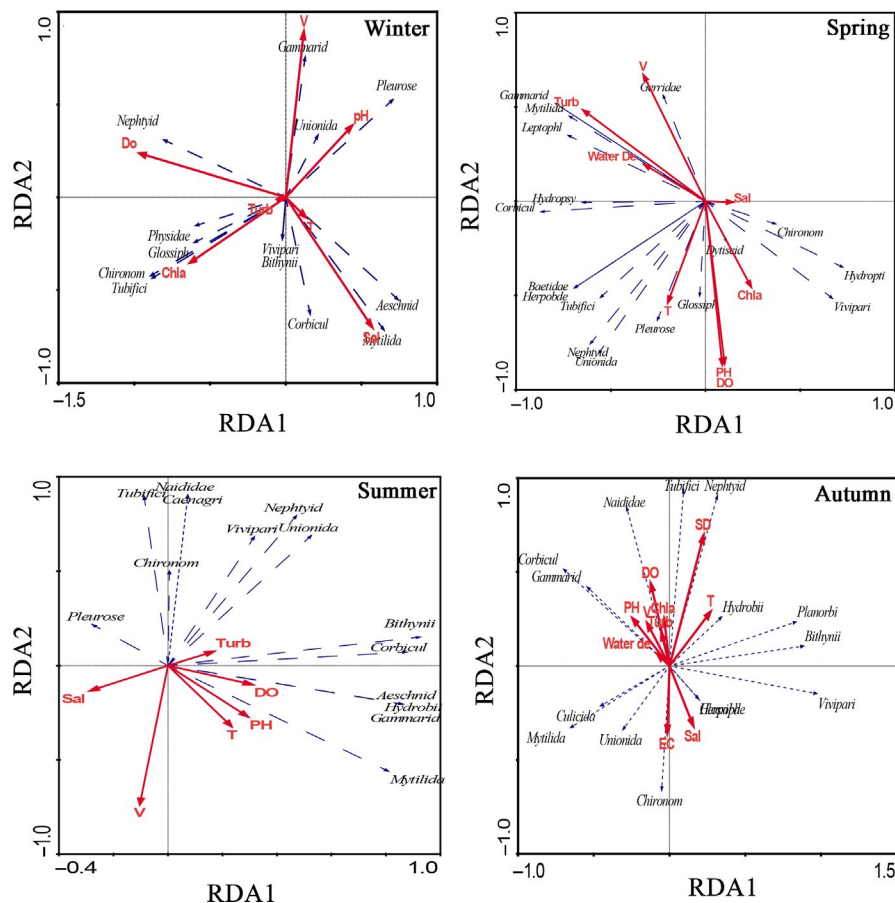 1.0
Winter
V
Gammarid
Pleurose
pH
Unionida
Nephtyid
Do
RDA2
Turb
T
Physidae
Glossiph
Vivipari
Bithynii
Chironom
Chla
Tubifici
Aeschnid
Corbicul
Sal
Mytilida
−1.0
−1.5
1.0
RDA1
1.0
Spring
V
Gerridae
Gammarid
Turb
Mytilida
Leptophl
Water De
RDA2
Hydropsy
Sal
Corbicul
Chironom
Dytiscid
Hydropti
Baetidae
Herpobde
Tubifici
T
Glossiph
Chla
Vivipari
Pleurose
Nephtyid
Unionida
PH
DO
−1.0
−1.0
1.0
RDA1
1.0
Summer
Naididae
Tubifici
Caenagri
Nephtyid
Vivipari
Unionida
Chironom
Pleurose
RDA2
Bithynii
Turb
Corbicul
Sal
DO
Aeschnid
Hydrobil
Gammarid
PH
T
Mytilida
V
−1.0
−0.4
1.0
RDA1
1.0
Autumn
Tubifici
Nephtyid
Naididae
SD
Corbicul
DO
Gammarid
PH
V
Chla
Turb
T
Hydrobii
Planorbi
Water de
Bithynii
RDA2
Culicida
Vivipari
Mytilida
Unionida
EC
Sal
Chironom
−1.0
−1.0
1.5
RDA1